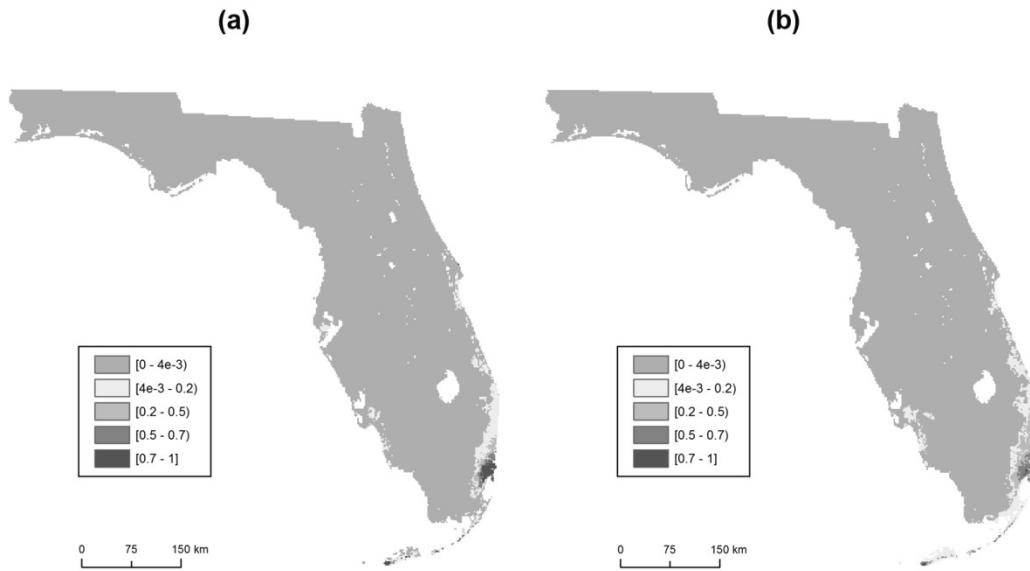 (a)
(b)
[0 - 4e-3)
[4e-3 - 0.2)
[0.2 - 0.5)
[0.5 - 0.7)
[0.7 - 1]
0 75 150 km
[0 - 4e-3)
[4e-3 - 0.2)
[0.2 - 0.5)
[0.5 - 0.7)
[0.7 - 1]
0 75 150 km